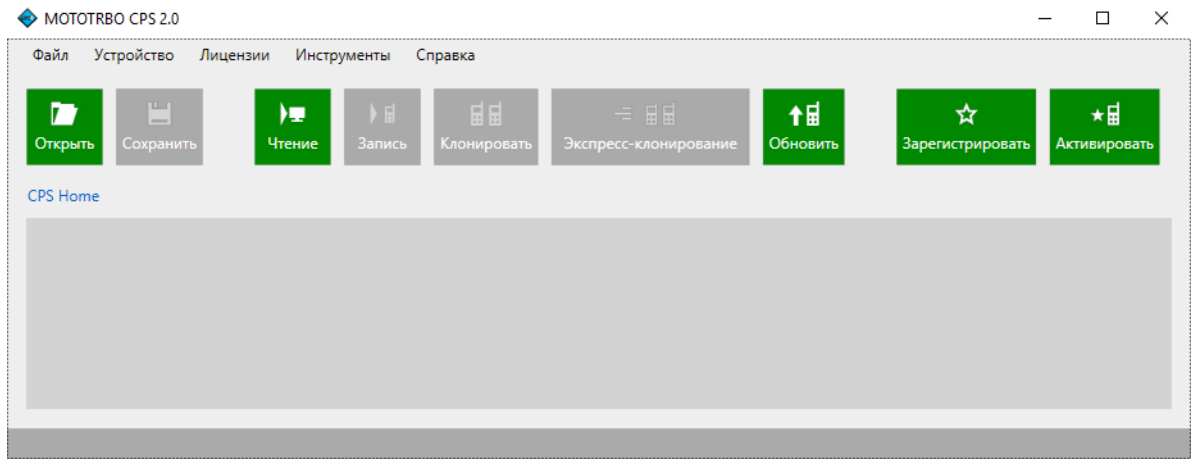 MOTOTRBO CPS 2.0
Файл Устройство Лицензии Инструменты Справка
Открыть Сохранить Чтение Запись Клонировать Экспресс-клонирование Обновить Зарегистрировать Активировать
CPS Home